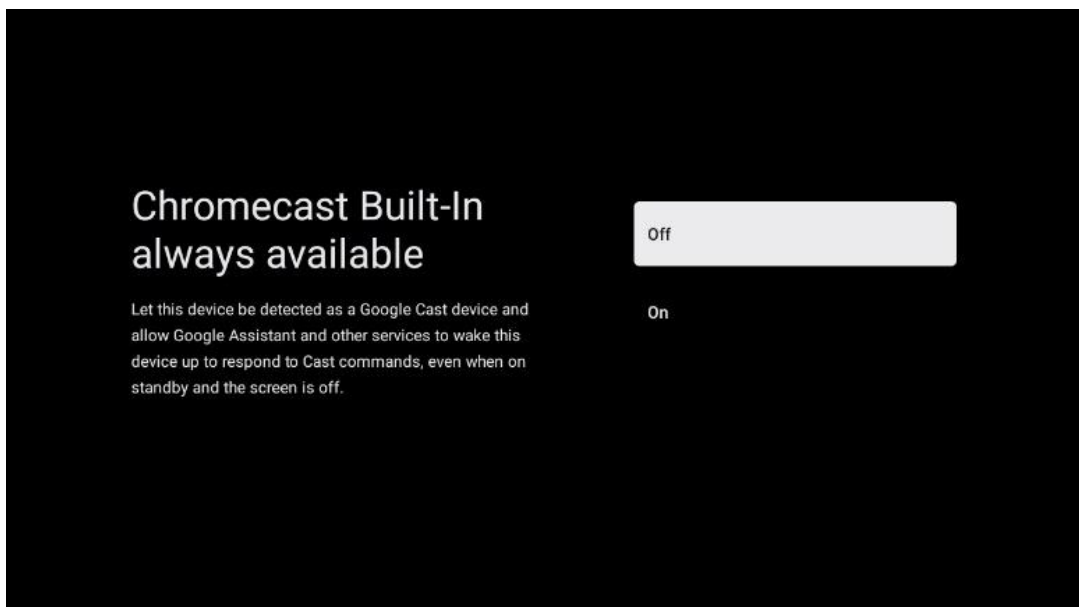 Chromecast Built-In
always available
Let this device be detected as a Google Cast device and
allow Google Assistant and other services to wake this
device up to respond to Cast commands, even when on
standby and the screen is off.
Off
On